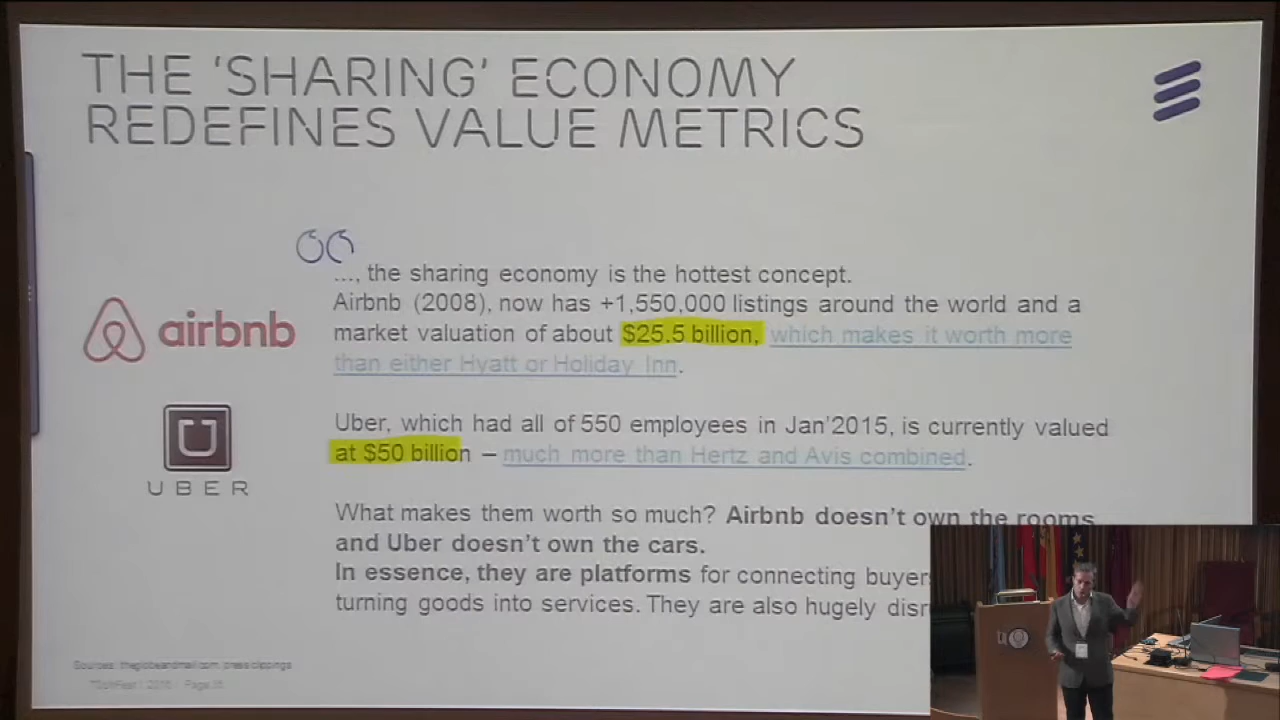 THE ‘SHARING’ ECONOMY
REDEFINES VALUE METRICS
..., the sharing economy is the hottest concept.
Airbnb (2008), now has +1,550,000 listings around the world and a
market valuation of about $25.5 billion, which makes it worth more
than either Hyatt or Holiday Inn.
airbnb
Uber, which had all of 550 employees in Jan’2015, is currently valued
at $50 billion – much more than Hertz and Avis combined.
UBER
What makes them worth so much? Airbnb doesn’t own the rooms
and Uber doesn’t own the cars.
In essence, they are platforms for connecting buyer
turning goods into services. They are also hugely disr
Sources: theglobeandmail.com, press clippings